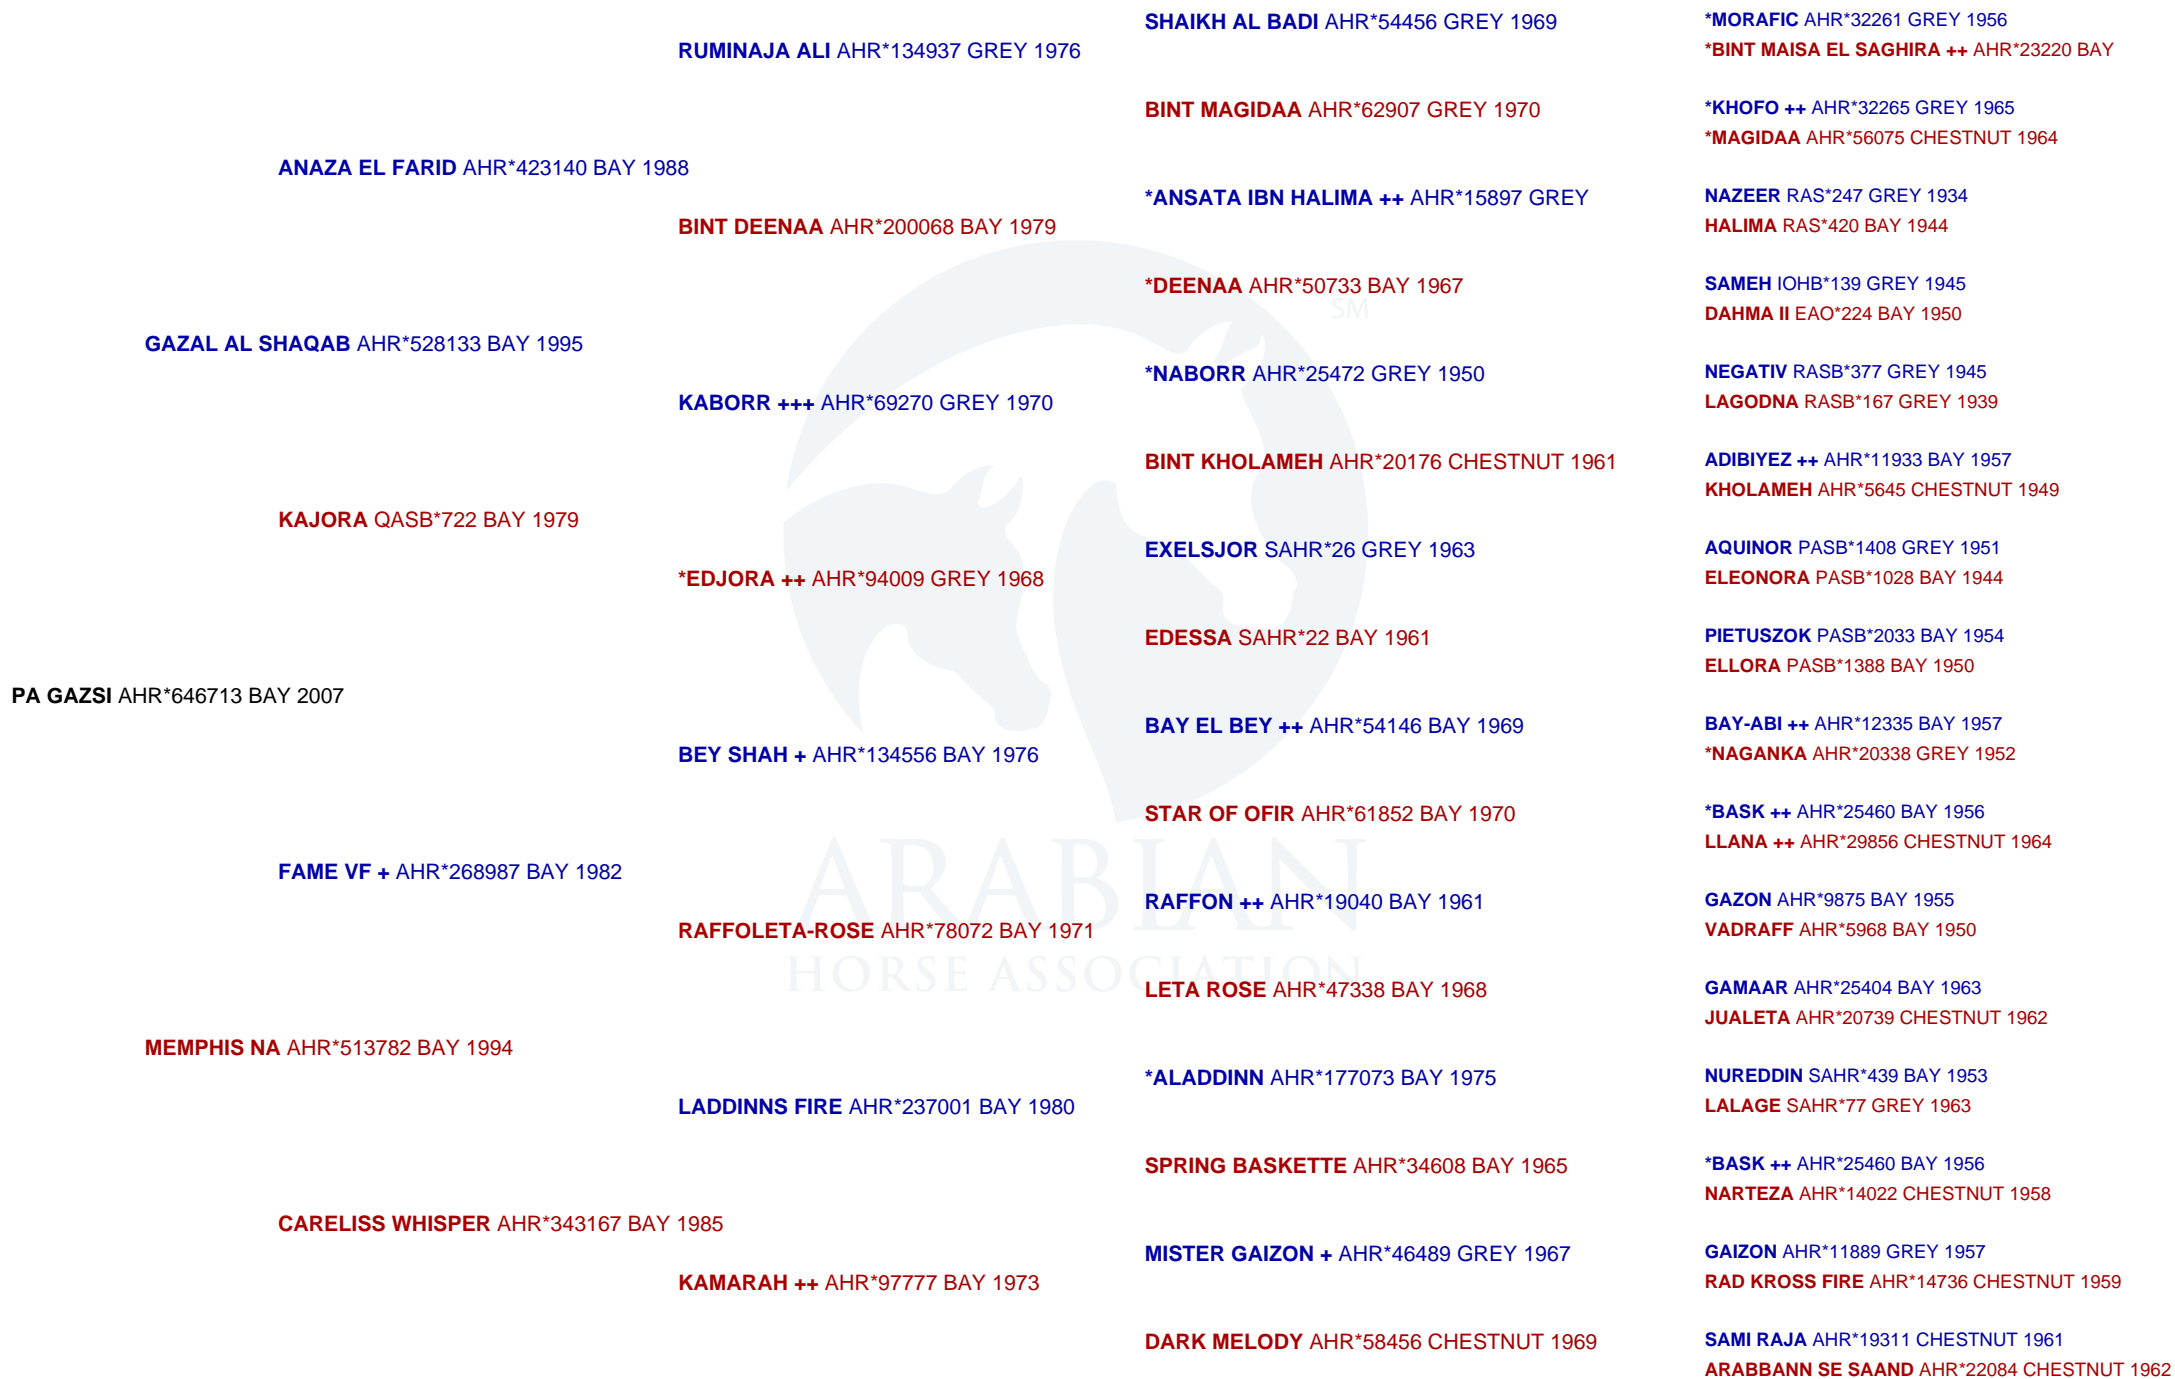 SHAIKH AL BADI AHR*54456 GREY 1969
*MORAFIC AHR*32261 GREY 1956
RUMINAJA ALI AHR*134937 GREY 1976
*BINT MAISA EL SAGHIRA ++ AHR*23220 BAY
BINT MAGIDAA AHR*62907 GREY 1970
*KHOFO ++ AHR*32265 GREY 1965
*MAGIDAA AHR*56075 CHESTNUT 1964
ANAZA EL FARID AHR*423140 BAY 1988
*ANSATA IBN HALIMA ++ AHR*15897 GREY
NAZEER RAS*247 GREY 1934
BINT DEENAA AHR*200068 BAY 1979
HALIMA RAS*420 BAY 1944
*DEENAA AHR*50733 BAY 1967
SAMEH IOHB*139 GREY 1945
SM
DAHMA II EAO*224 BAY 1950
GAZAL AL SHAQAB AHR*528133 BAY 1995
*NABORR AHR*25472 GREY 1950
NEGATIV RASB*377 GREY 1945
KABORR +++ AHR*69270 GREY 1970
LAGODNA RASB*167 GREY 1939
BINT KHOLAMEH AHR*20176 CHESTNUT 1961
ADIBIYEZ ++ AHR*11933 BAY 1957
KHOLAMEH AHR*5645 CHESTNUT 1949
KAJORA QASB*722 BAY 1979
EXELSJOR SAHR*26 GREY 1963
AQUINOR PASB*1408 GREY 1951
*EDJORA ++ AHR*94009 GREY 1968
ELEONORA PASB*1028 BAY 1944
EDESSA SAHR*22 BAY 1961
PIETUSZOK PASB*2033 BAY 1954
ELLORA PASB*1388 BAY 1950
PA GAZSI AHR*646713 BAY 2007
BAY EL BEY ++ AHR*54146 BAY 1969
BAY-ABI ++ AHR*12335 BAY 1957
BEY SHAH + AHR*134556 BAY 1976
*NAGANKA AHR*20338 GREY 1952
STAR OF OFIR AHR*61852 BAY 1970
*BASK ++ AHR*25460 BAY 1956
LLANA ++ AHR*29856 CHESTNUT 1964
FAME VF + AHR*268987 BAY 1982
ARABIAN
RAFFON ++ AHR*19040 BAY 1961
GAZON AHR*9875 BAY 1955
RAFFOLETA-ROSE AHR*78072 BAY 1971
VADRAFF AHR*5968 BAY 1950
HORSE ASSOCIATION
LETA ROSE AHR*47338 BAY 1968
GAMAAR AHR*25404 BAY 1963
JUALETA AHR*20739 CHESTNUT 1962
MEMPHIS NA AHR*513782 BAY 1994
*ALADDINN AHR*177073 BAY 1975
NUREDDIN SAHR*439 BAY 1953
LADDINNS FIRE AHR*237001 BAY 1980
LALAGE SAHR*77 GREY 1963
SPRING BASKETTE AHR*34608 BAY 1965
*BASK ++ AHR*25460 BAY 1956
NARTEZA AHR*14022 CHESTNUT 1958
CARELISS WHISPER AHR*343167 BAY 1985
MISTER GAIZON + AHR*46489 GREY 1967
GAIZON AHR*11889 GREY 1957
KAMARAH ++ AHR*97777 BAY 1973
RAD KROSS FIRE AHR*14736 CHESTNUT 1959
DARK MELODY AHR*58456 CHESTNUT 1969
SAMI RAJA AHR*19311 CHESTNUT 1961
ARABBANN SE SAAND AHR*22084 CHESTNUT 1962